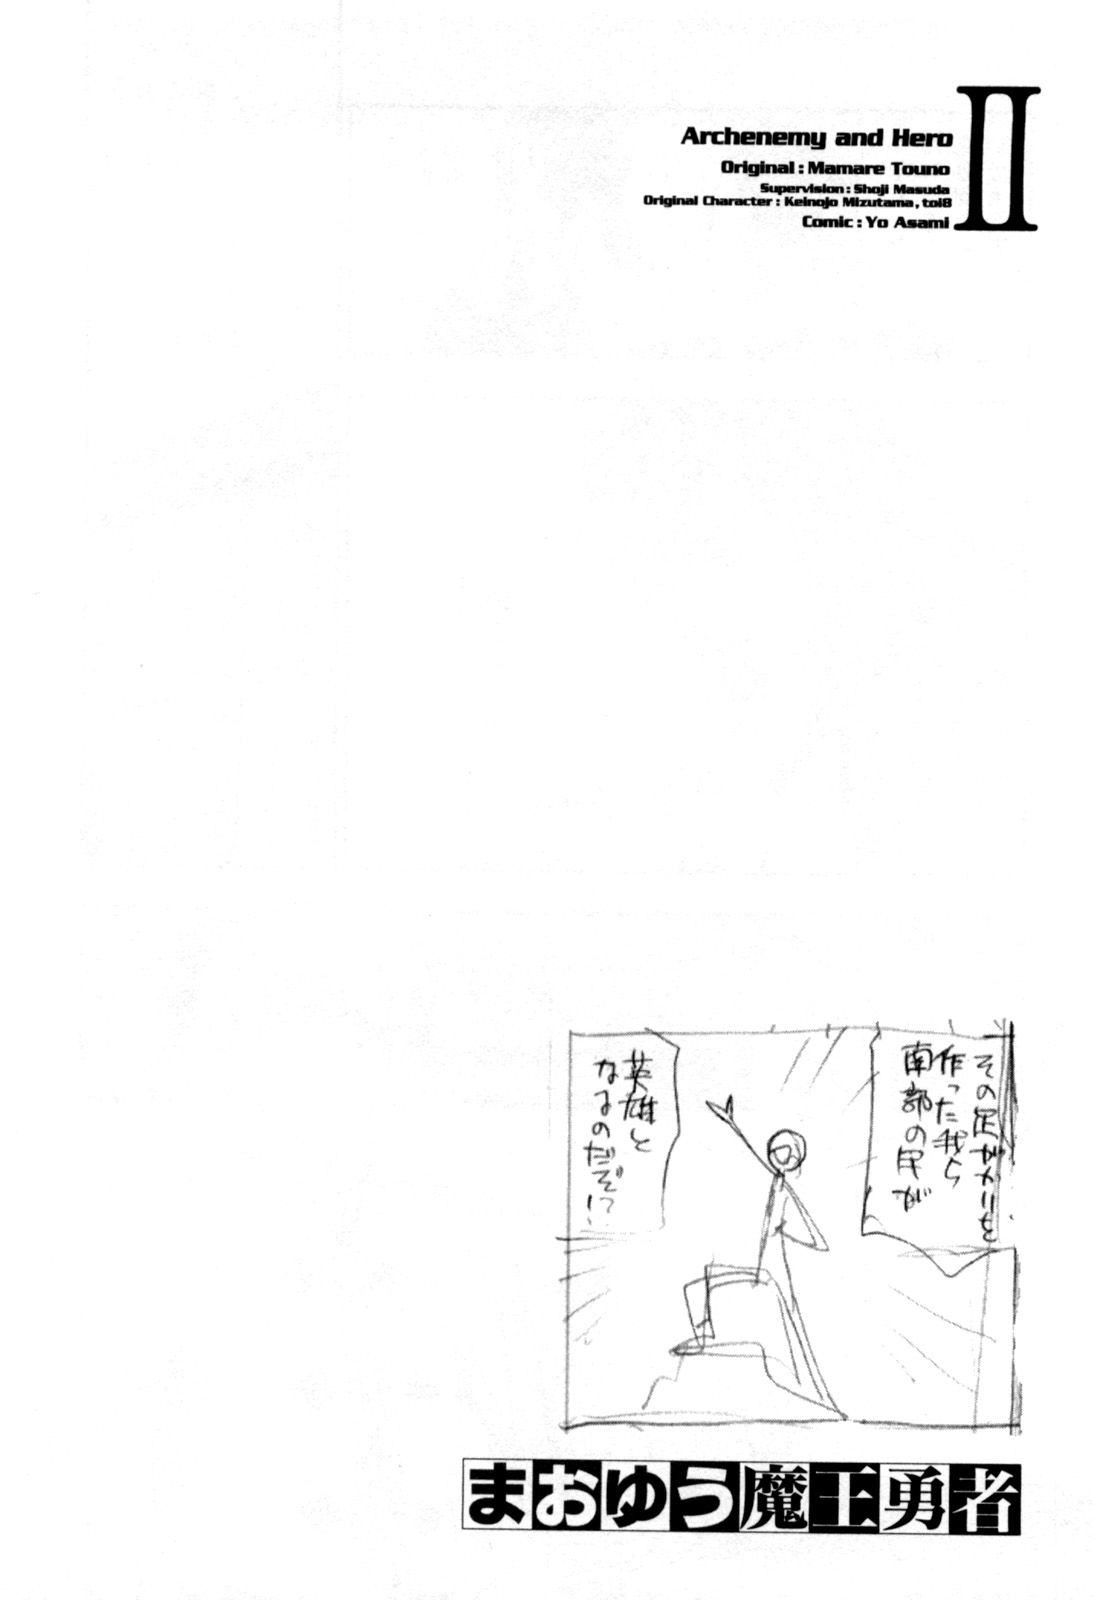 Archenemy and Hero
Original : Mamare Touno
Supervision : Shoji Masuda
Original Character : Keinojo Mizutama, toi8
Comic : Yo Asami
II
その足がかりを
作った我ら
南部の民が
英雄と
なるのだぞ!?
まおゆう魔王勇者